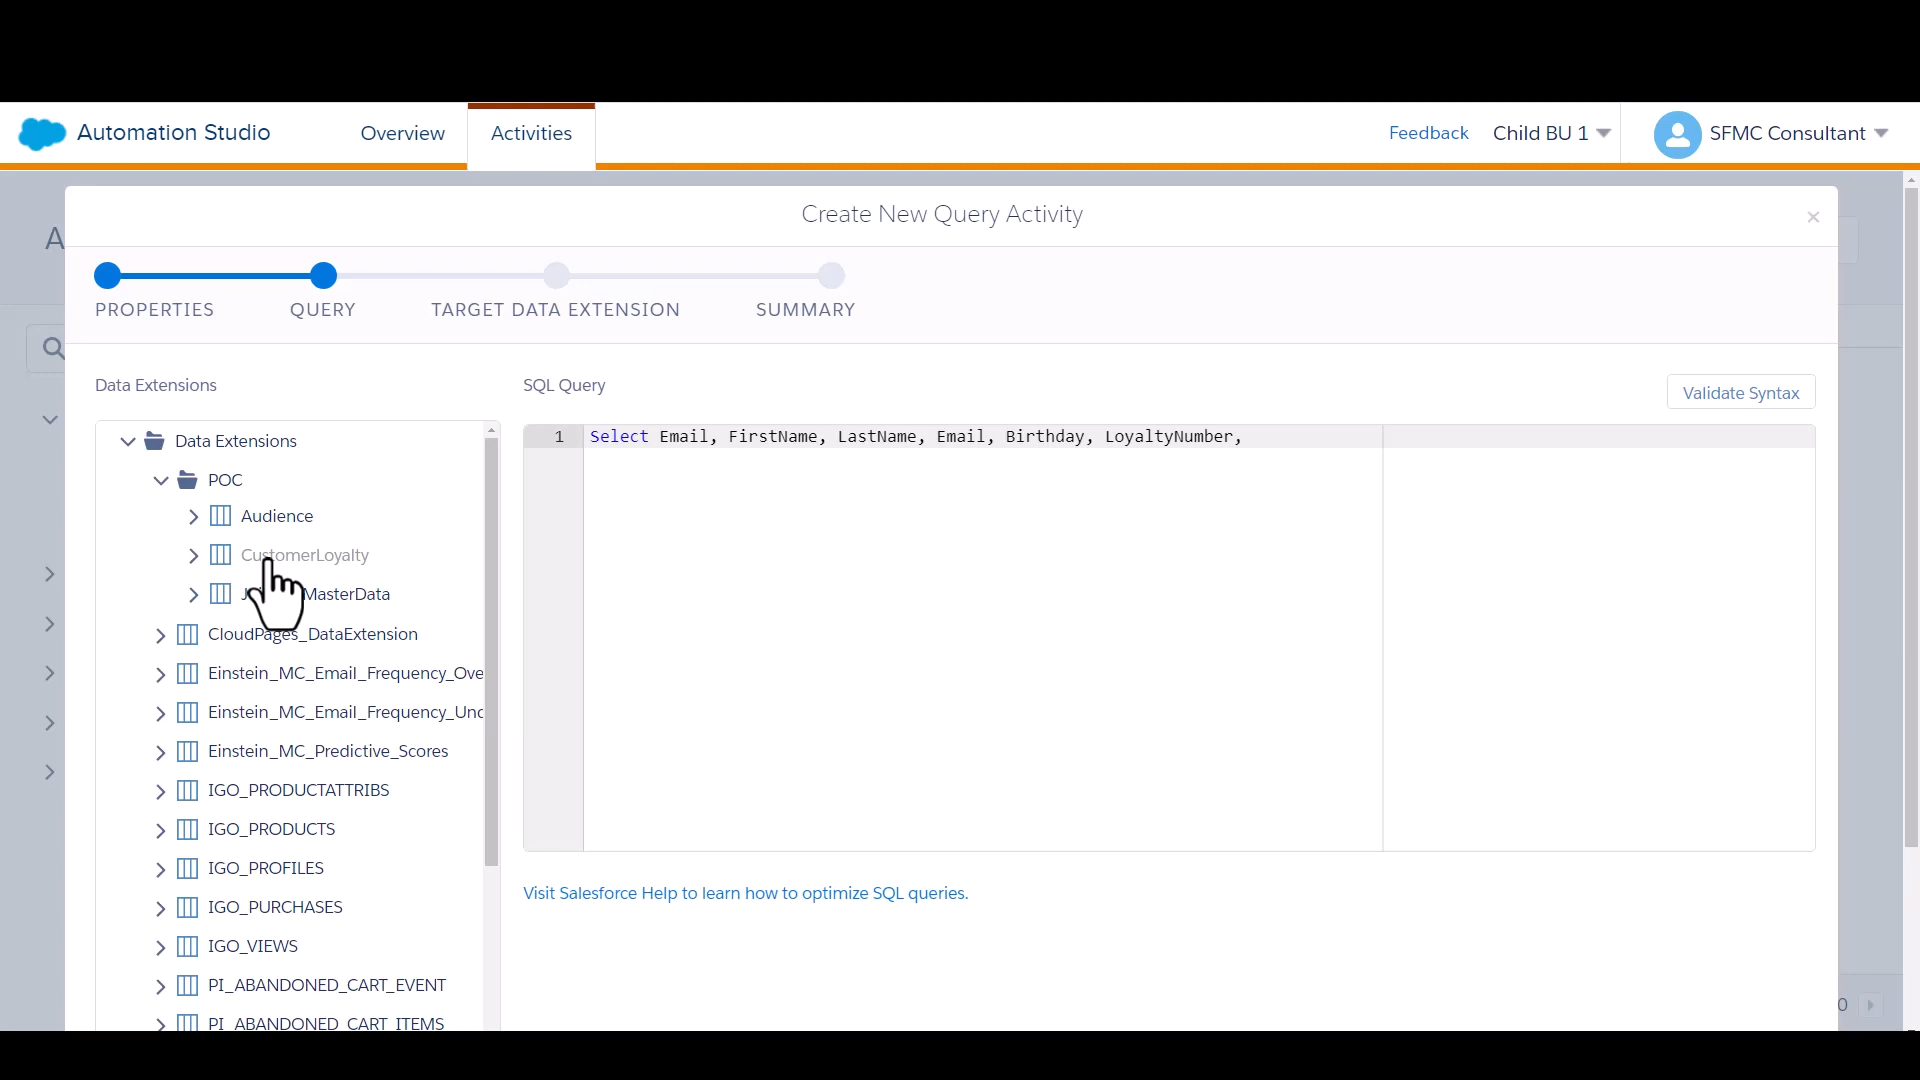 Automation Studio
Overview
Activities
Feedback
Child BU 1
SFMC Consultant
A
Create New Query Activity
PROPERTIES
QUERY
TARGET DATA EXTENSION
SUMMARY
Data Extensions
SQL Query
Validate Syntax
Data Extensions
POC
Audience
CustomerLoyalty
MasterData
CloudPages_DataExtension
Einstein_MC_Email_Frequency_Ove
Einstein_MC_Email_Frequency_Und
Einstein_MC_Predictive_Scores
IGO_PRODUCTATTRIBS
IGO_PRODUCTS
IGO_PROFILES
IGO_PURCHASES
IGO_VIEWS
PI_ABANDONED_CART_EVENT
PI_ABANDONED_CART_ITEMS
1 Select Email, FirstName, LastName, Email, Birthday, LoyaltyNumber,
Visit Salesforce Help to learn how to optimize SQL queries.
0